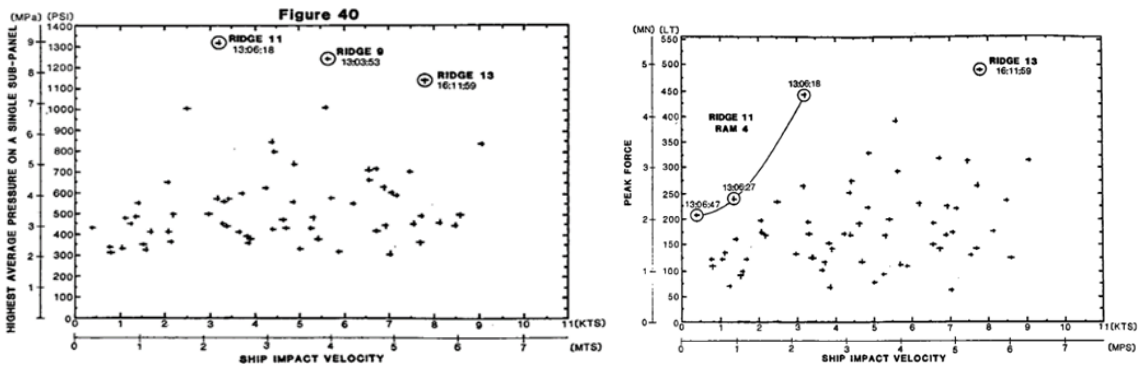 Figure 40
(MPa) (PSI)
HIGHEST AVERAGE PRESSURE ON A SINGLE SUB-PANEL
1400
1300
1200
1100
1000
900
800
700
600
500
400
300
200
100
0
9
8
7
6
5
4
3
2
1
RIDGE 11
13:06:18
RIDGE 9
13:03:53
RIDGE 13
16:11:59
0 1 2 3 4 5 6 7 8 9 10 11(KTS)
0 1 2 3 4 5 6 (MTS)
SHIP IMPACT VELOCITY
(MN) (LT)
PEAK FORCE
550
500
450
400
350
300
250
200
150
100
50
0
5
4
3
2
1
0
13:06:18
RIDGE 13
16:11:59
RIDGE 11
RAM 4
13:06:27
13:06:47
0 1 2 3 4 5 6 7 8 9 10 11(KTS)
0 1 2 3 4 5 6 (MPS)
SHIP IMPACT VELOCITY